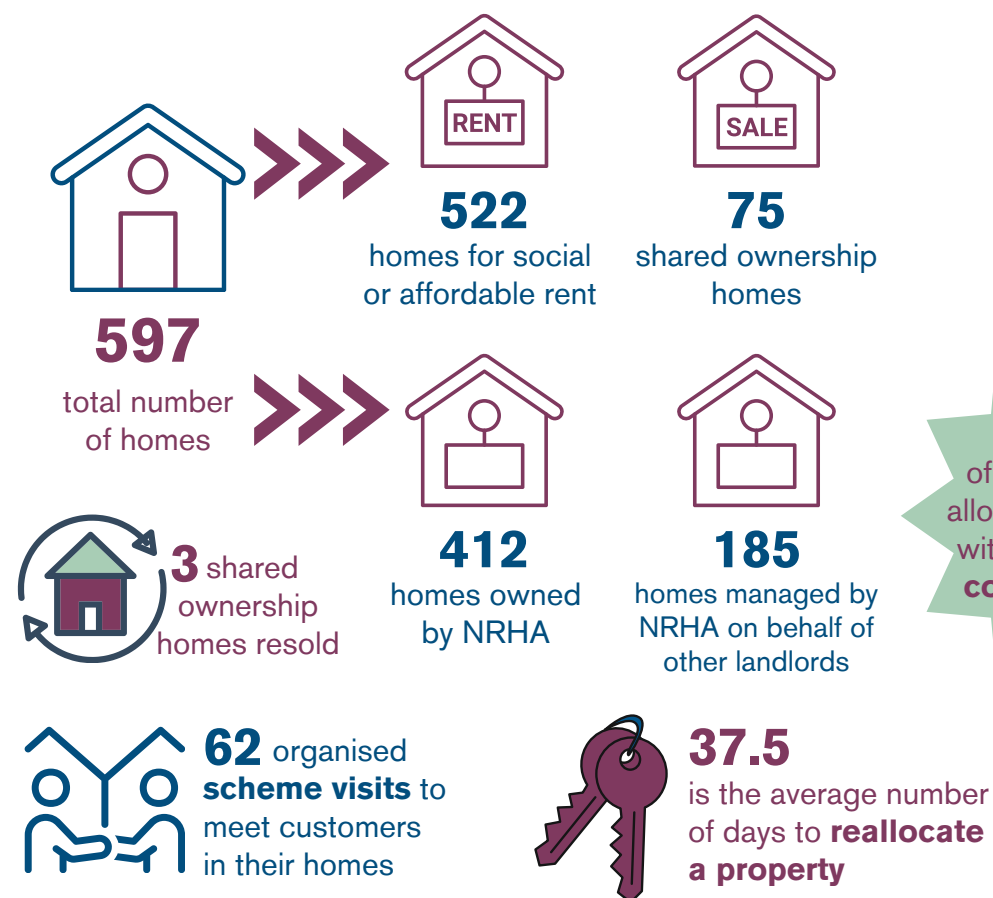 RENT
SALE
522
homes for social
or affordable rent
75
shared ownership
homes
597
total number
of homes
412
homes owned
by NRHA
185
homes managed by
NRHA on behalf of
other landlords
3 shared
ownership
homes resold
62 organised
scheme visits to
meet customers
in their homes
37.5
is the average number
of days to reallocate
a property
of